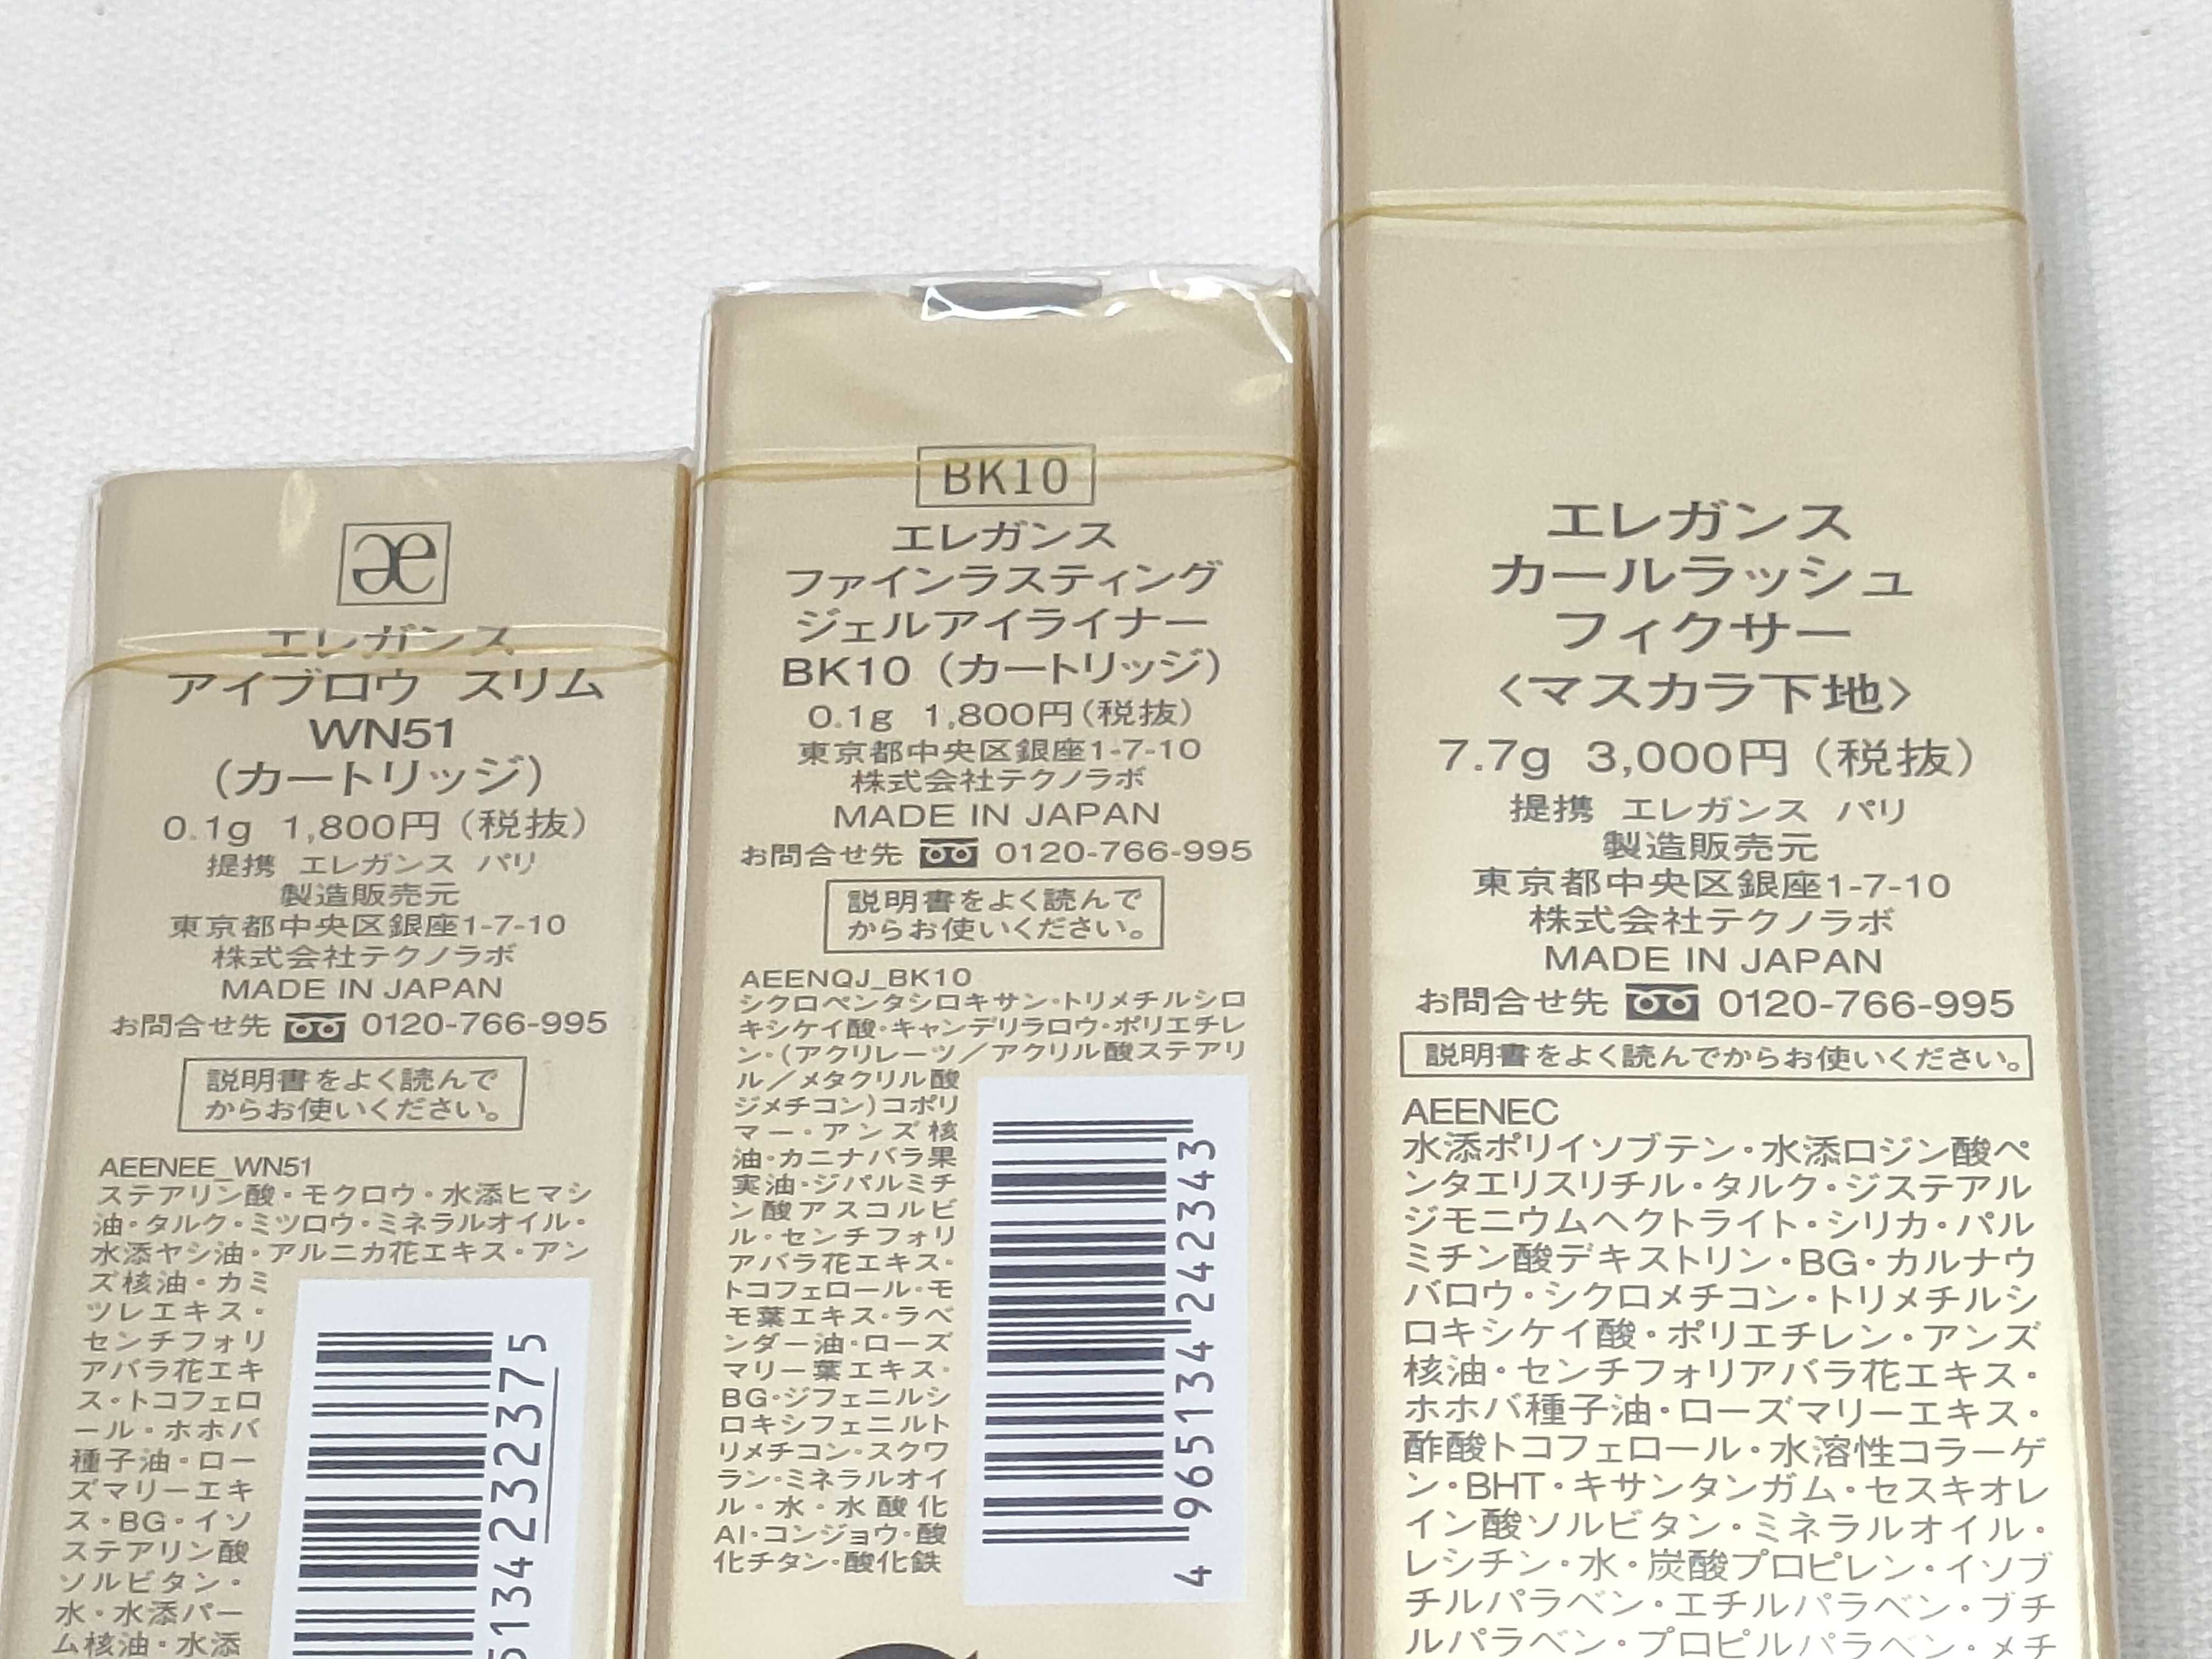 æ
エレガンス
アイブロウ スリム
WN51
（カートリッジ）
0.1g 1,800円（税抜）
提携 エレガンス パリ
製造販売元
東京都中央区銀座1-7-10
株式会社テクノラボ
MADE IN JAPAN
お問合せ先 0120-766-995
説明書をよく読んで
からお使いください。
AEENEE_WN51
ステアリン酸・モクロウ・水添ヒマシ
油・タルク・ミツロウ・ミネラルオイル・
水添ヤシ油・アルニカ花エキス・アン
ズ核油・カミ
ツレエキス・
センチフォリ
アバラ花エキ
ス・トコフェロ
ール・ホホバ
種子油・ロー
ズマリーエキ
ス・BG・イソ
ステアリン酸
ソルビタン・
水・水添パー
ム核油・水添
5134232375
BK10
エレガンス
ファインラスティング
ジェルアイライナー
BK10（カートリッジ）
0.1g 1,800円（税抜）
東京都中央区銀座1-7-10
株式会社テクノラボ
MADE IN JAPAN
お問合せ先 0120-766-995
説明書をよく読んで
からお使いください。
AEENQJ_BK10
シクロペンタシロキサン・トリメチルシロ
キシケイ酸・キャンデリラロウ・ポリエチレ
ン・（アクリレーツ／アクリル酸ステアリ
ル／メタクリル酸
ジメチコン）コポリ
マー・アンズ核
油・カニナバラ果
実油・ジパルミチ
ン酸アスコルビ
ル・センチフォリ
アバラ花エキス・
トコフェロール・モ
モ葉エキス・ラベ
ンダー油・ローズ
マリー葉エキス・
BG・ジフェニルシ
ロキシフェニルト
リメチコン・スクワ
ラン・ミネラルオイ
ル・水・水酸化
Al・コンジョウ・酸
化チタン・酸化鉄
4 965134 242343
エレガンス
カールラッシュ
フィクサー
〈マスカラ下地〉
7.7g 3,000円（税抜）
提携 エレガンス パリ
製造販売元
東京都中央区銀座1-7-10
株式会社テクノラボ
MADE IN JAPAN
お問合せ先 0120-766-995
説明書をよく読んでからお使いください。
AEENEC
水添ポリイソブテン・水添ロジン酸ペ
ンタエリスリチル・タルク・ジステアル
ジモニウムヘクトライト・シリカ・パル
ミチン酸デキストリン・BG・カルナウ
バロウ・シクロメチコン・トリメチルシ
ロキシケイ酸・ポリエチレン・アンズ
核油・センチフォリアバラ花エキス・
ホホバ種子油・ローズマリーエキス・
酢酸トコフェロール・水溶性コラーゲ
ン・BHT・キサンタンガム・セスキオレ
イン酸ソルビタン・ミネラルオイル・
レシチン・水・炭酸プロピレン・イソブ
チルパラベン・エチルパラベン・ブチ
ルパラベン・プロピルパラベン・メチ